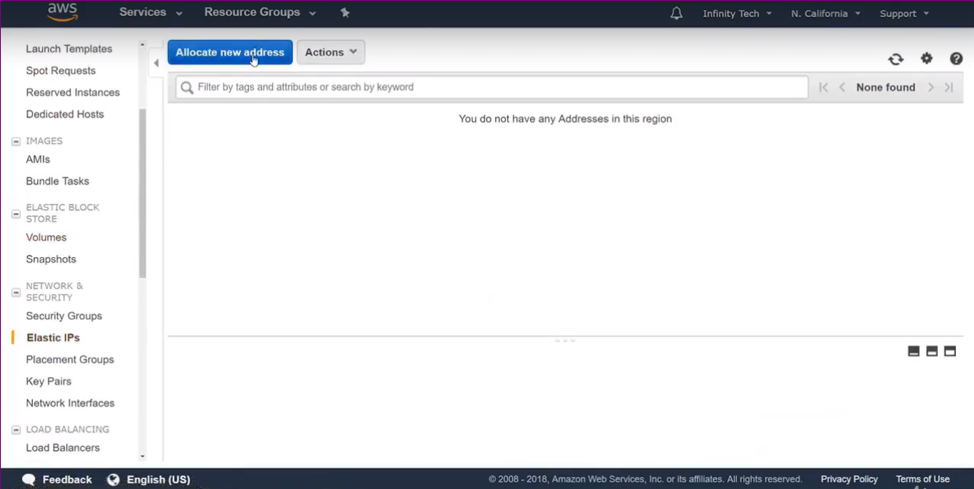 aws
Services
Resource Groups
Infinity Tech
N. California
Support
Launch Templates
Spot Requests
Reserved Instances
Dedicated Hosts
IMAGES
AMIs
Bundle Tasks
ELASTIC BLOCK
STORE
Volumes
Snapshots
NETWORK &
SECURITY
Security Groups
Elastic IPs
Placement Groups
Key Pairs
Network Interfaces
LOAD BALANCING
Load Balancers
Allocate new address
Actions
Filter by tags and attributes or search by keyword
None found
You do not have any Addresses in this region
Feedback
English (US)
© 2008 - 2018, Amazon Web Services, Inc. or its affiliates. All rights reserved.
Privacy Policy
Terms of Use